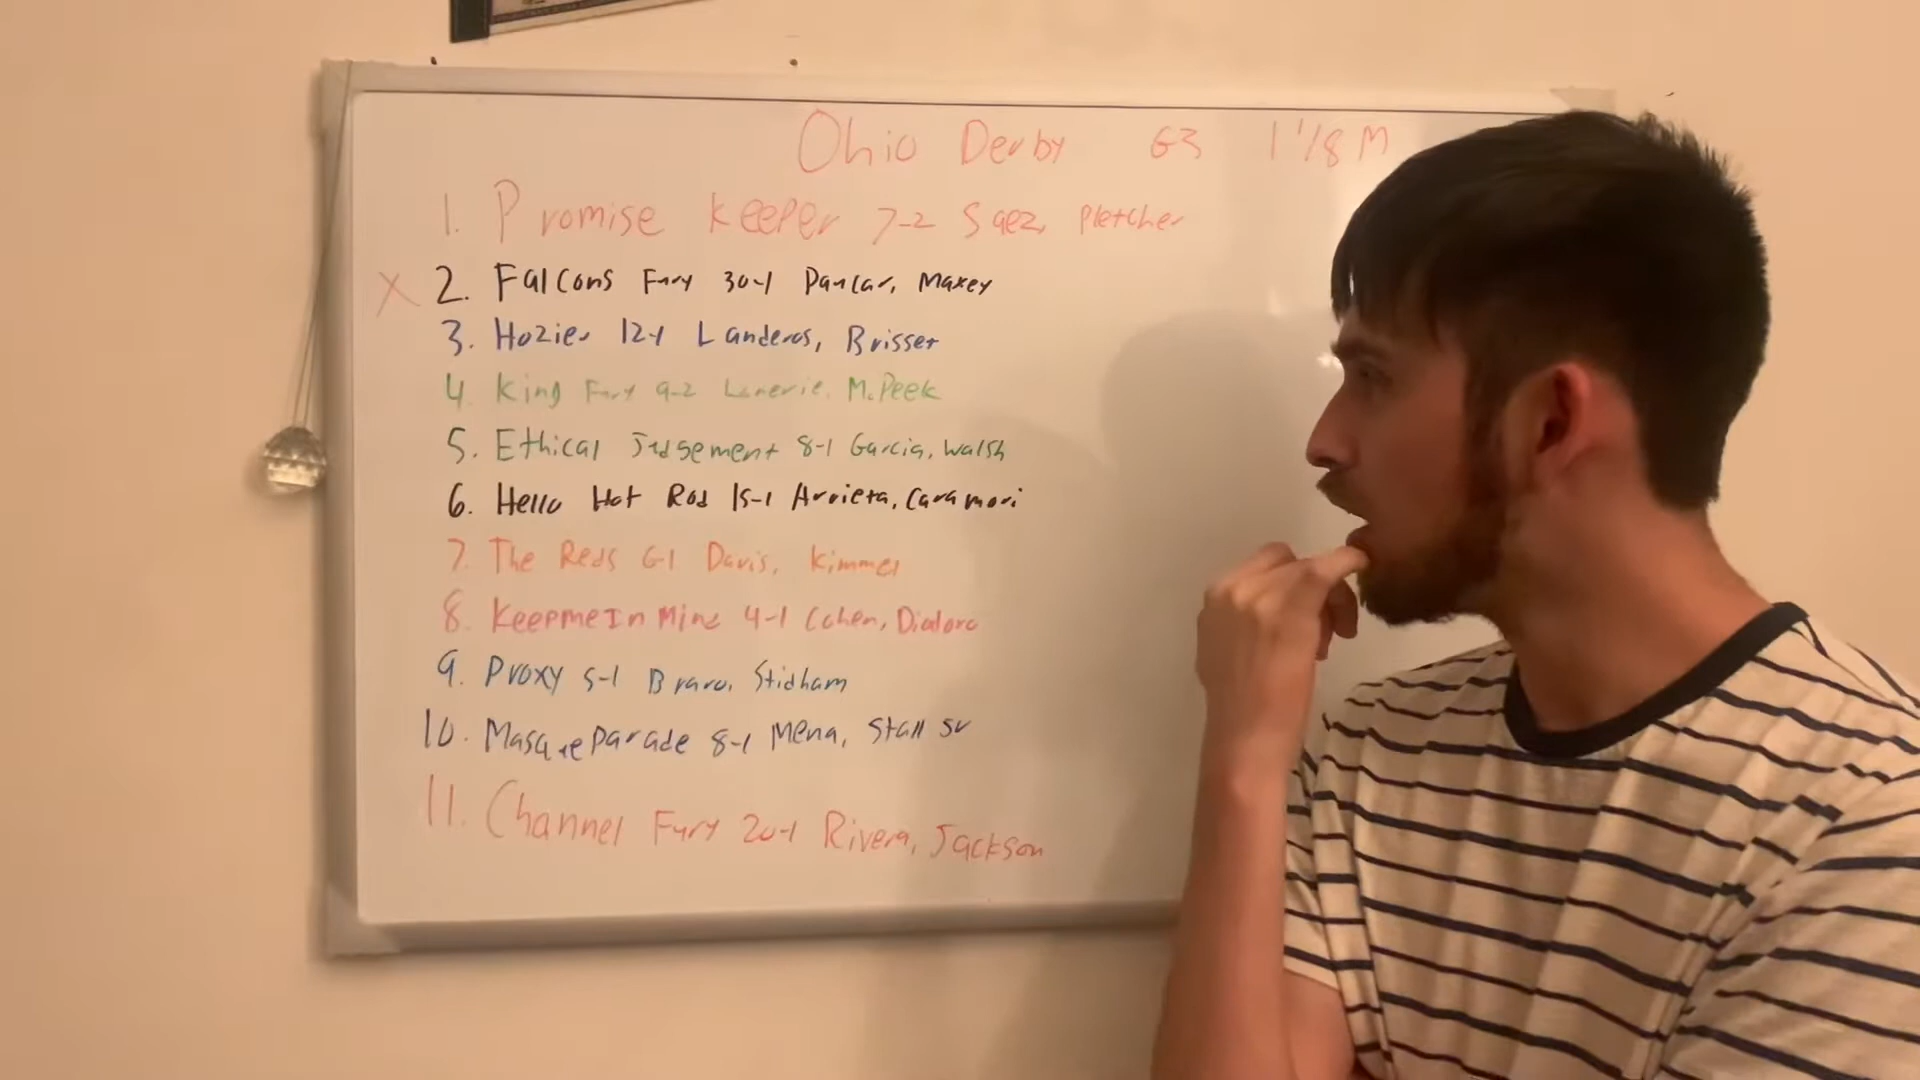 Ohio Derby G3 1 1/8 M
1. Promise Keeper 7-2 Saez, Pletcher
X 2. Falcons Fury 30-1 Pancar, Maxey
3. Hozier 12-1 Landeros, Brisset
4. King Fury 9-2 Lanerie, McPeek
5. Ethical Judgement 8-1 Garcia, Walsh
6. Hello Hot Rod 15-1 Arrieta, Caramori
7. The Reds 6-1 Davis, Kimmel
8. KeepmeIn Mind 4-1 Cohen, Diodoro
9. Proxy 5-1 Bravo, Stidham
10. MasqueParade 8-1 Mena, Stall Sr
11. Channel Fury 20-1 Rivera, Jackson